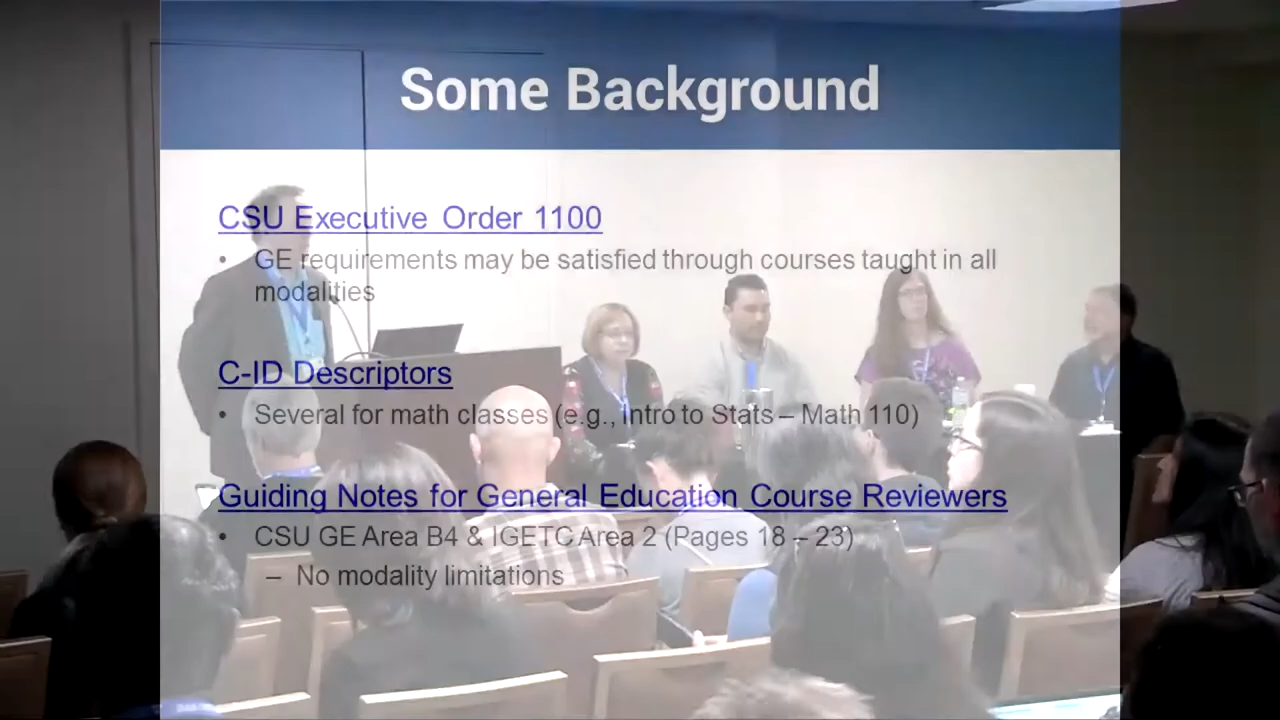 Some Background
CSU Executive Order 1100
• GE requirements may be satisfied through courses taught in all
modalities
C-ID Descriptors
• Several for math classes (e.g., Intro to Stats – Math 110)
Guiding Notes for General Education Course Reviewers
• CSU GE Area B4 & IGETC Area 2 (Pages 18 – 23)
– No modality limitations